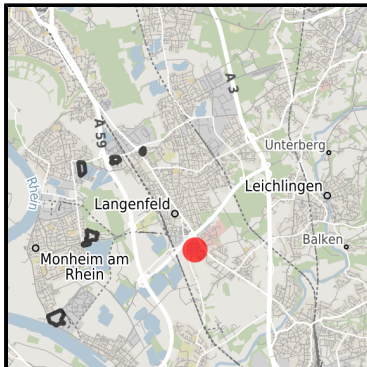 A 3
A 59
Unterberg
Rhein
Leichlingen
Langenfeld
Balken
Monheim am
Rhein